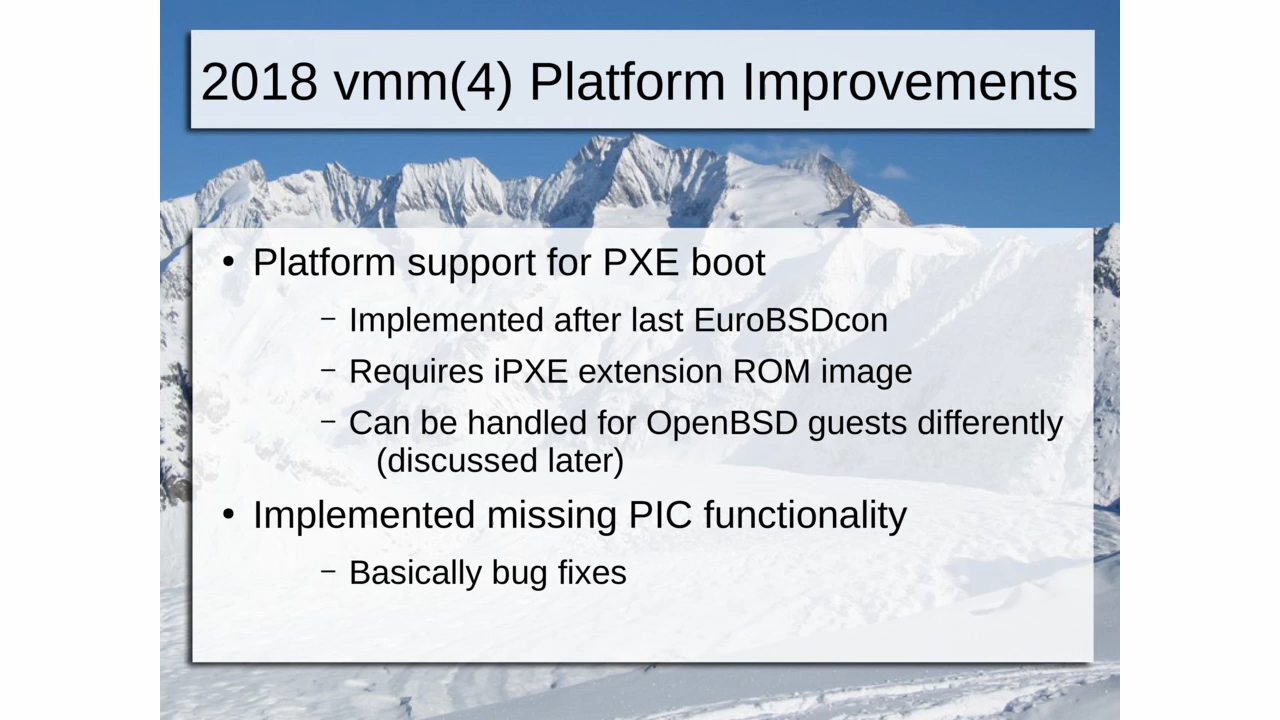 2018 vmm(4) Platform Improvements
• Platform support for PXE boot
– Implemented after last EuroBSDcon
– Requires iPXE extension ROM image
– Can be handled for OpenBSD guests differently
(discussed later)
• Implemented missing PIC functionality
– Basically bug fixes